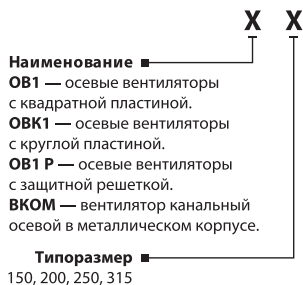 X X
Наименование
ОВ1 — осевые вентиляторы
с квадратной пластиной.
ОВК1 — осевые вентиляторы
с круглой пластиной.
ОВ1 Р — осевые вентиляторы
с защитной решеткой.
ВКОМ — вентилятор канальный
осевой в металлическом корпусе.
Типоразмер
150, 200, 250, 315